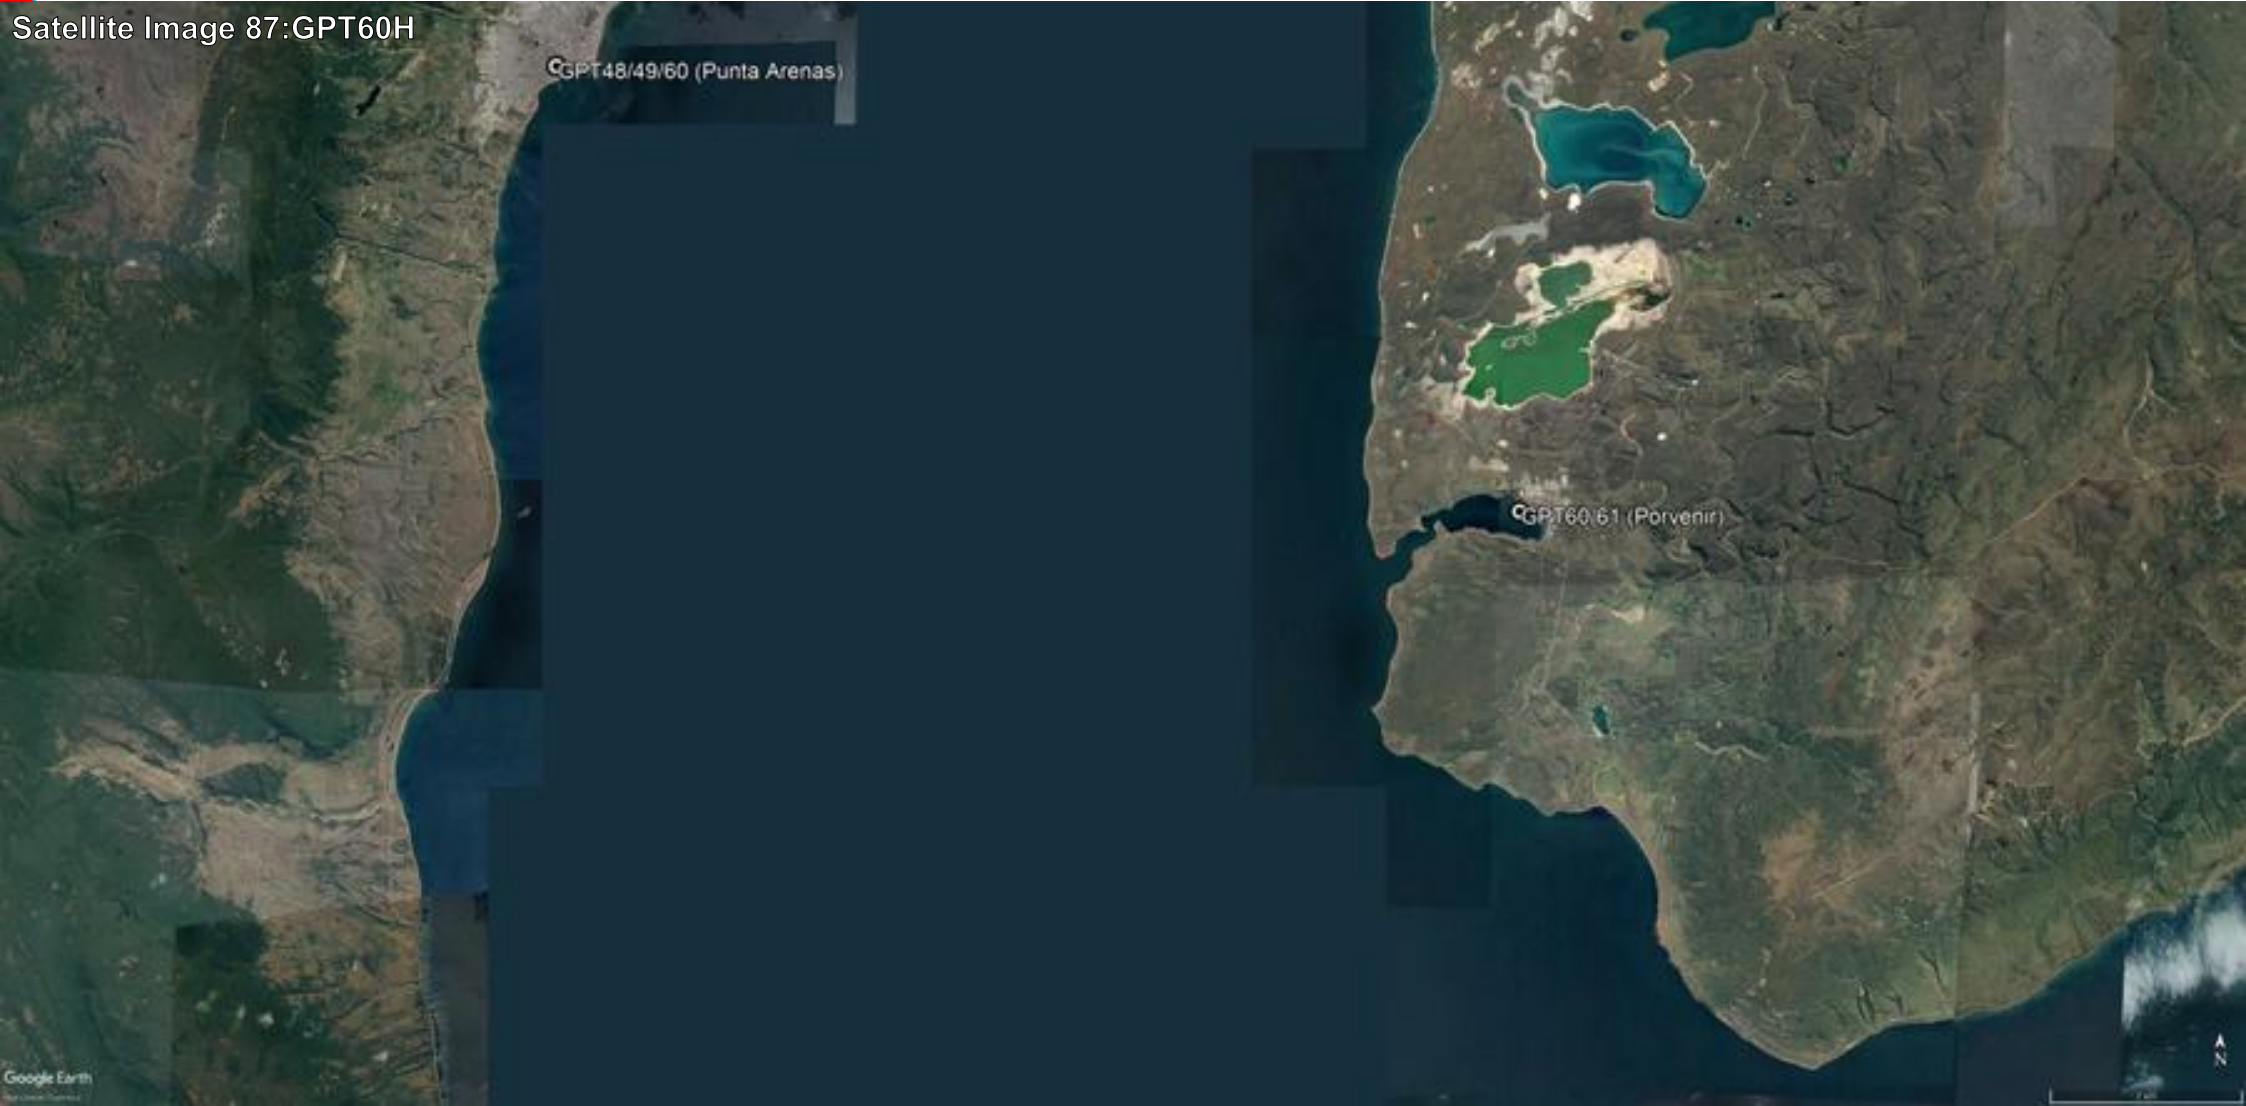 Satellite Image 87:GPT60H
GPT48/49/60 (Punta Arenas)
GPT60/61 (Porvenir)
Google Earth
N